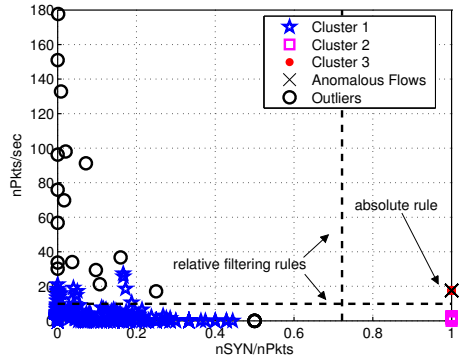 180
160
140
120
100
80
60
40
20
0
nPkts/sec
Cluster 1
Cluster 2
Cluster 3
Anomalous Flows
Outliers
absolute rule
relative filtering rules
0 0.2 0.4 0.6 0.8 1
nSYN/nPkts